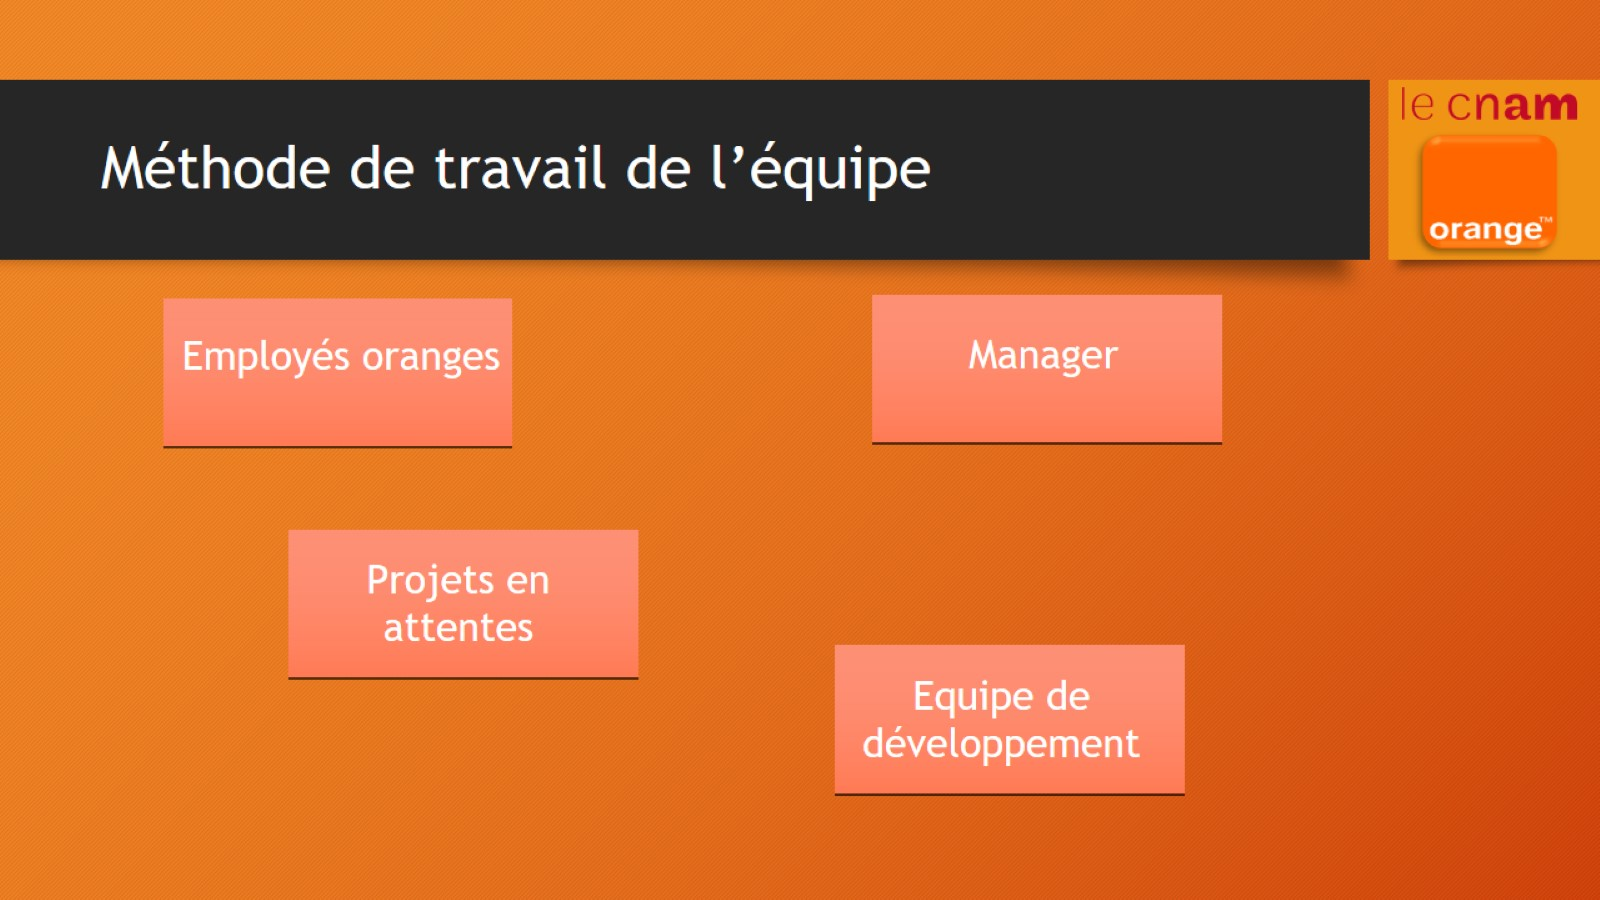 le cnam
Méthode de travail de l’équipe
orange™
Employés oranges
Manager
Projets en
attentes
Equipe de
développement